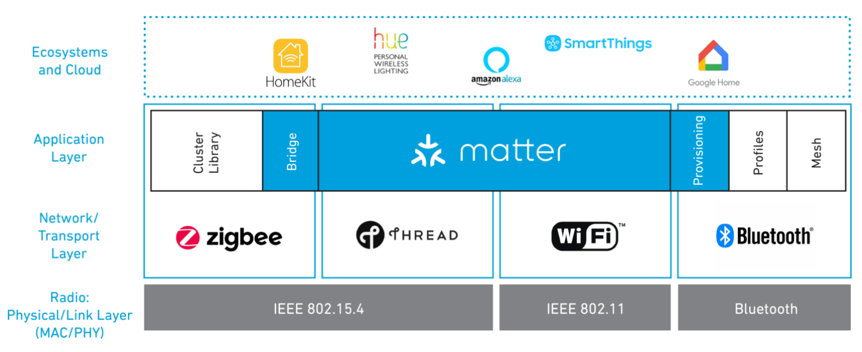 Ecosystems
and Cloud
HomeKit
hue
PERSONAL
WIRELESS
LIGHTING
amazon alexa
SmartThings
Google Home
Application
Layer
Cluster
Library
Bridge
matter
Provisioning
Profiles
Mesh
Network/
Transport
Layer
zigbee
THREAD
WiFi™
Bluetooth®
Radio:
Physical/Link Layer
(MAC/PHY)
IEEE 802.15.4
IEEE 802.11
Bluetooth